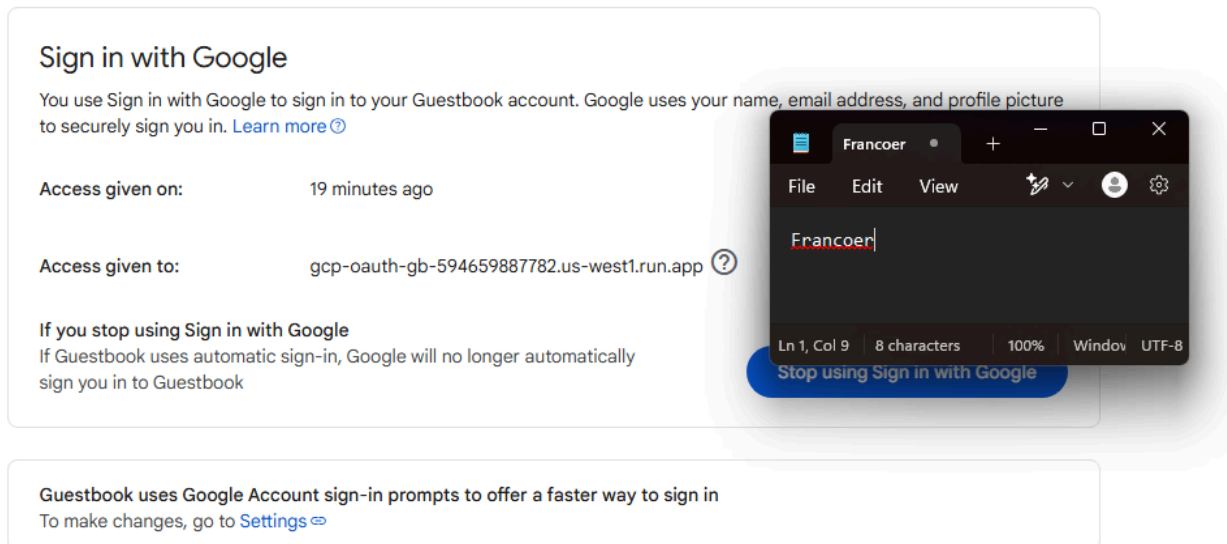 Sign in with Google
You use Sign in with Google to sign in to your Guestbook account. Google uses your name, email address, and profile picture
to securely sign you in. Learn more
Access given on: 19 minutes ago
Access given to: gcp-oauth-gb-594659887782.us-west1.run.app
If you stop using Sign in with Google
If Guestbook uses automatic sign-in, Google will no longer automatically
sign you in to Guestbook
Stop using Sign in with Google
Francoer
File Edit View
Francoer
Ln 1, Col 9 8 characters 100% Window UTF-8
Guestbook uses Google Account sign-in prompts to offer a faster way to sign in
To make changes, go to Settings